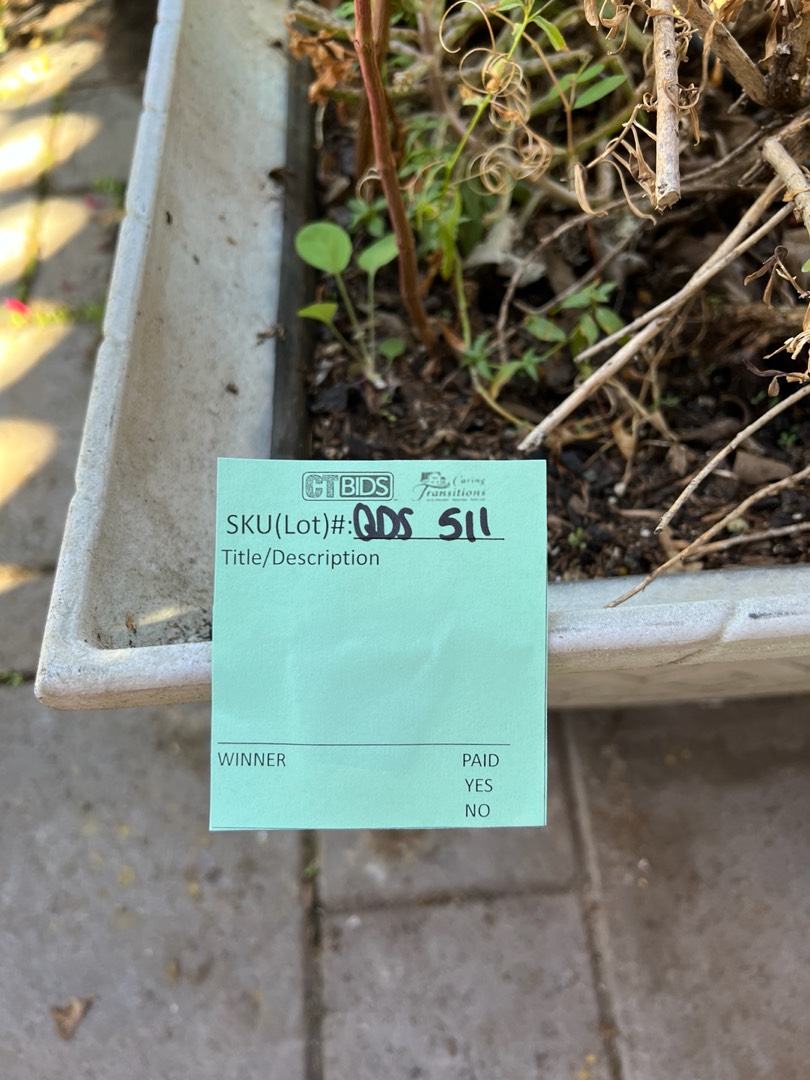 CTBIDS Caring Transitions
SKU(Lot)#: QDS 511
Title/Description
WINNER PAID
YES
NO